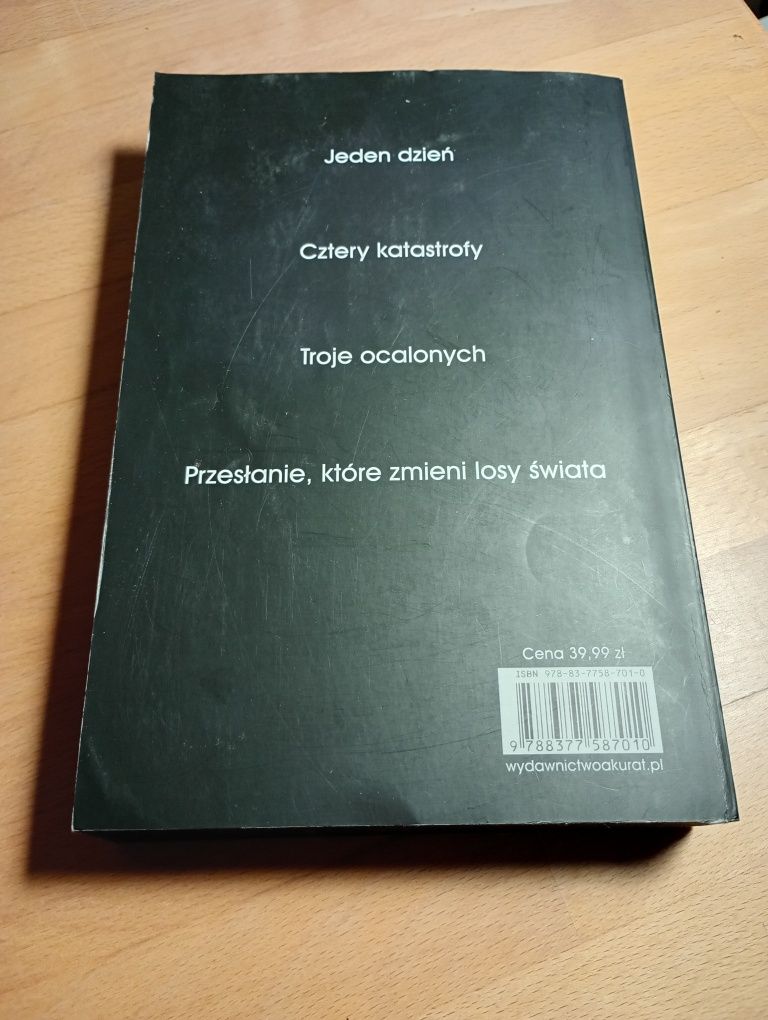 Jeden dzień
Cztery katastrofy
Troje ocalonych
Przesłanie, które zmieni losy świata
Cena 39,99 zł
ISBN 978-83-7758-701-0
9 788377 587010
wydawnictwoakurat.pl